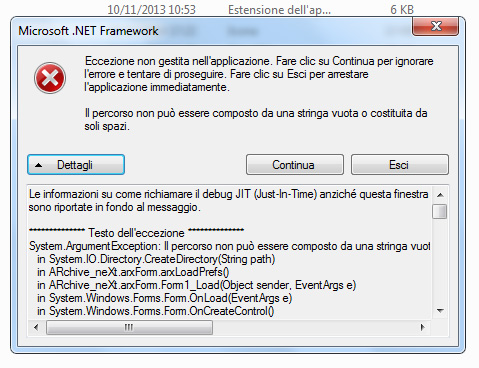 10/11/2013 10:53 Estensione dell'ap... 6 KB
Microsoft .NET Framework
Eccezione non gestita nell'applicazione. Fare clic su Continua per ignorare
l'errore e tentare di proseguire. Fare clic su Esci per arrestare
l'applicazione immediatamente.
Il percorso non può essere composto da una stringa vuota o costituita da
soli spazi.
Dettagli Continua Esci
Le informazioni su come richiamare il debug JIT (Just-In-Time) anziché questa finestra
sono riportate in fondo al messaggio.
************** Testo dell'eccezione **************
System.ArgumentException: Il percorso non può essere composto da una stringa vuot
in System.IO.Directory.CreateDirectory(String path)
in ARchive_neXt.arxForm.arxLoadPrefs()
in ARchive_neXt.arxForm.Form1_Load(Object sender, EventArgs e)
in System.Windows.Forms.Form.OnLoad(EventArgs e)
in System.Windows.Forms.Form.OnCreateControl()